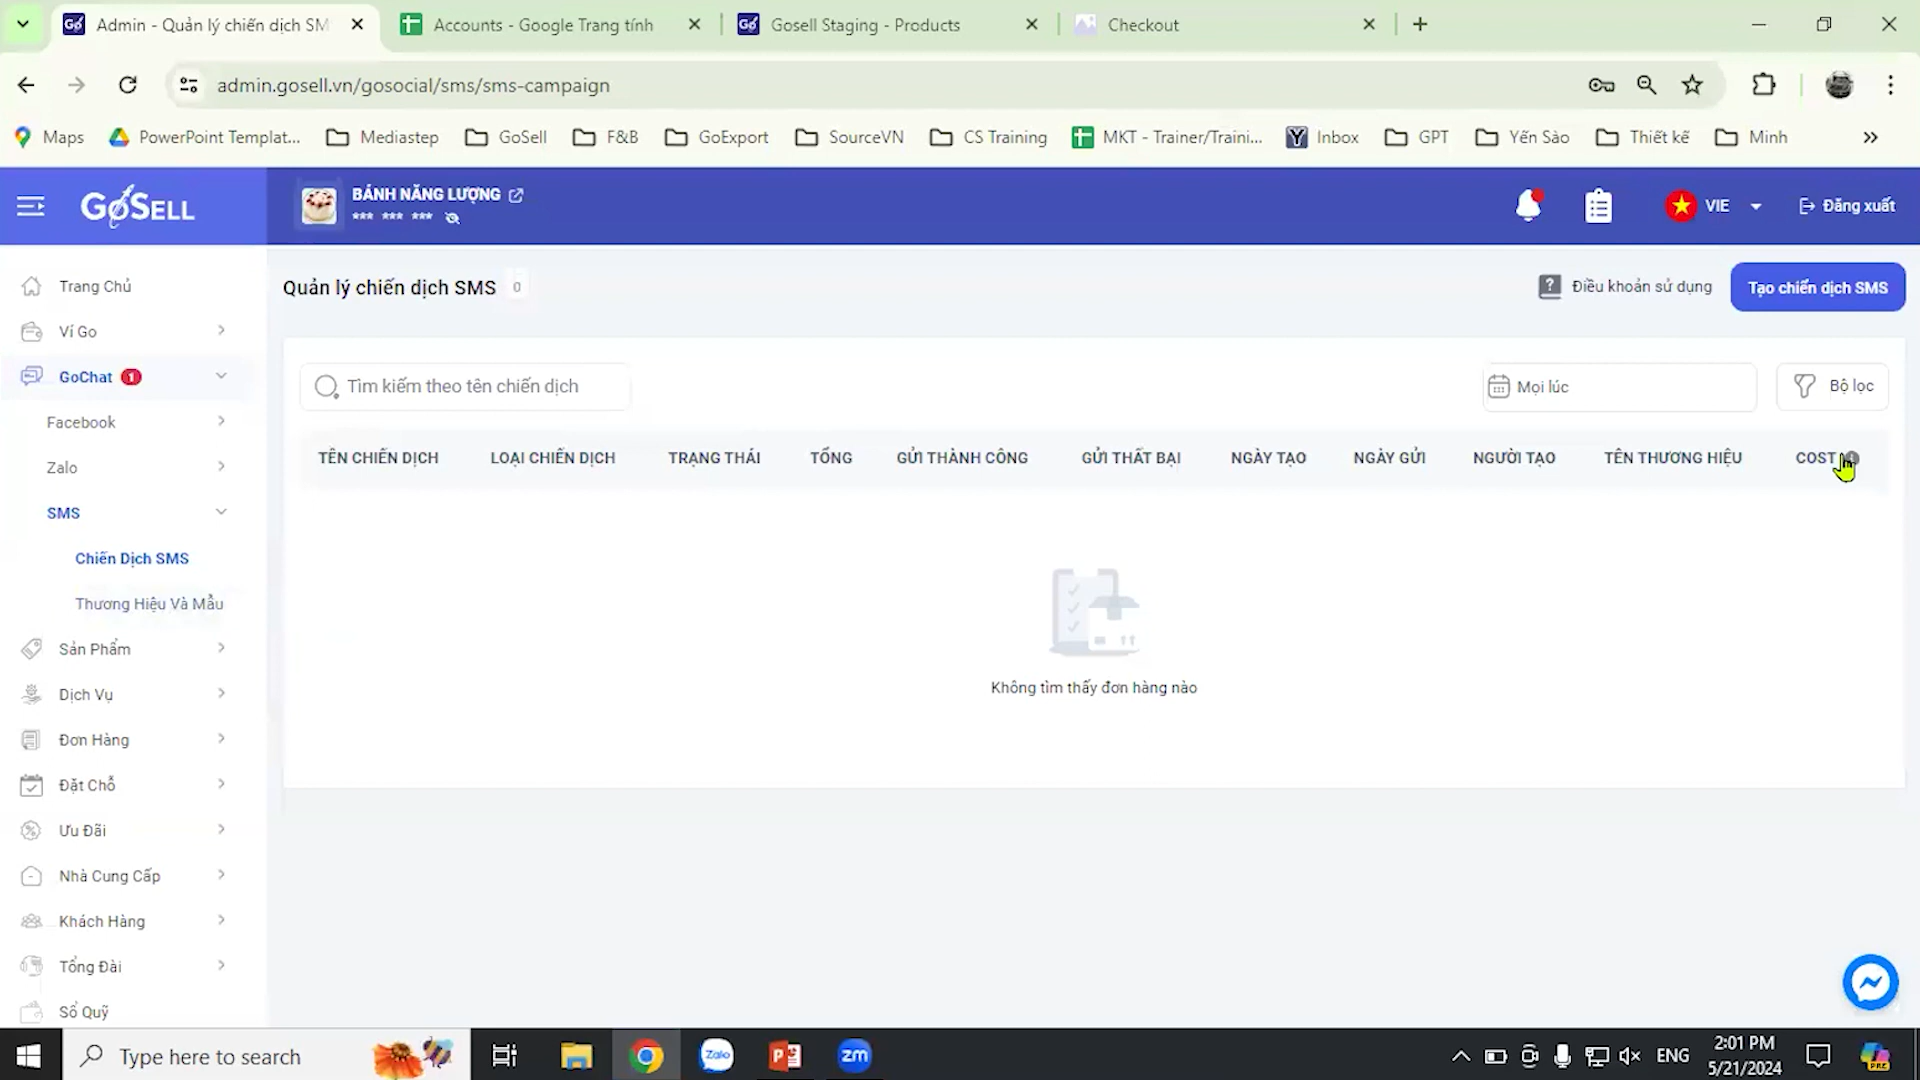 Admin - Quản lý chiến dịch SM
Accounts - Google Trang tính
Gosell Staging - Products
Checkout
admin.gosell.vn/gosocial/sms/sms-campaign
Maps
PowerPoint Templat...
Mediastep
GoSell
F&B
GoExport
SourceVN
CS Training
MKT - Trainer/Traini...
Inbox
GPT
Yến Sào
Thiết kế
Minh
GOSELL
BÁNH NĂNG LƯỢNG
*** *** ***
VIE
Đăng xuất
Trang Chủ
Ví Go
GoChat 1
Facebook
Zalo
SMS
Chiến Dịch SMS
Thương Hiệu Và Mẫu
Sản Phẩm
Dịch Vụ
Đơn Hàng
Đặt Chỗ
Ưu Đãi
Nhà Cung Cấp
Khách Hàng
Tổng Đài
Sổ Quỹ
Quản lý chiến dịch SMS 0
Điều khoản sử dụng
Tạo chiến dịch SMS
Tìm kiếm theo tên chiến dịch
Mọi lúc
Bộ lọc
TÊN CHIẾN DỊCH LOẠI CHIẾN DỊCH TRẠNG THÁI TỔNG GỬI THÀNH CÔNG GỬI THẤT BẠI NGÀY TẠO NGÀY GỬI NGƯỜI TẠO TÊN THƯƠNG HIỆU COST
Không tìm thấy đơn hàng nào
Type here to search
Zalo
zm
ENG
2:01 PM
5/21/2024
PRE